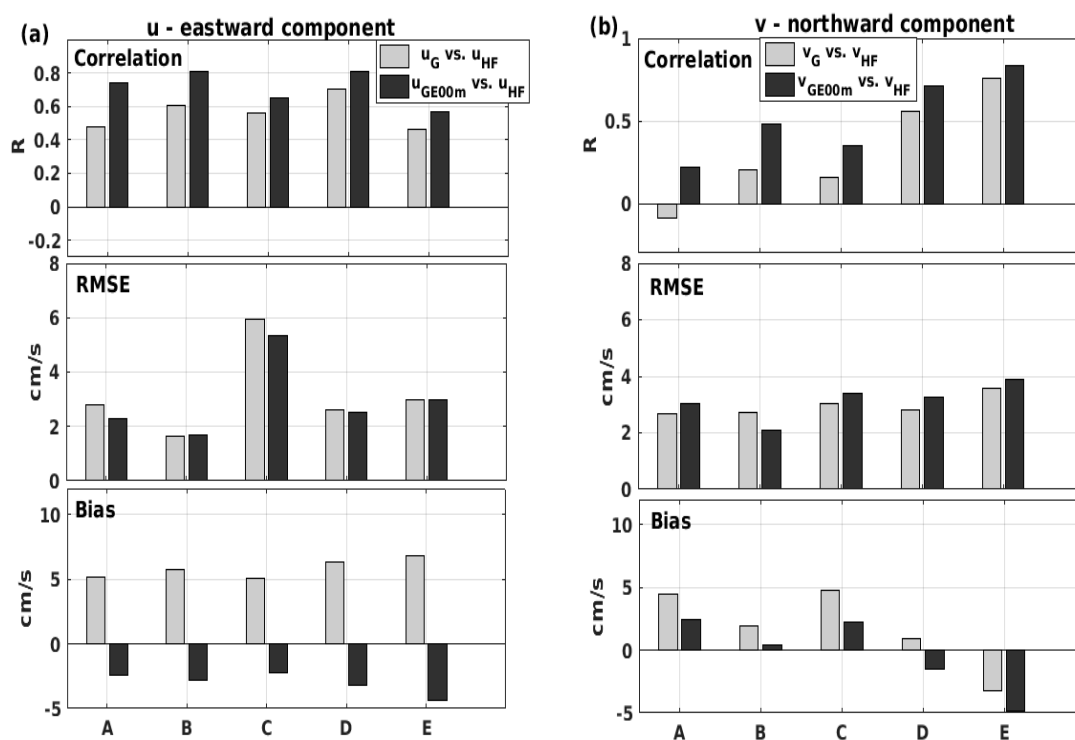 (a)
u - eastward component
Correlation
u_G vs. u_HF
u_GE00m vs. u_HF
R
0.8
0.6
0.4
0.2
0
-0.2
RMSE
cm/s
8
6
4
2
0
Bias
cm/s
10
5
0
-5
A B C D E
(b)
v - northward component
Correlation
v_G vs. v_HF
v_GE00m vs. v_HF
R
1
0.5
0
RMSE
cm/s
8
6
4
2
0
Bias
cm/s
10
5
0
-5
A B C D E